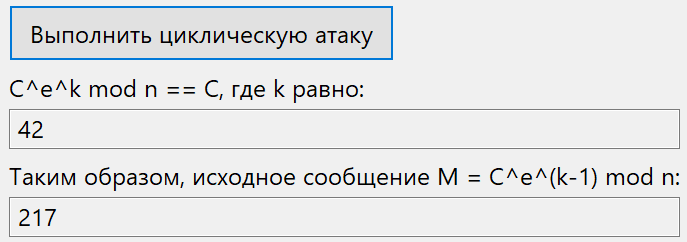 Выполнить циклическую атаку
C^e^k mod n == C, где k равно:
42
Таким образом, исходное сообщение M = C^e^(k-1) mod n:
217